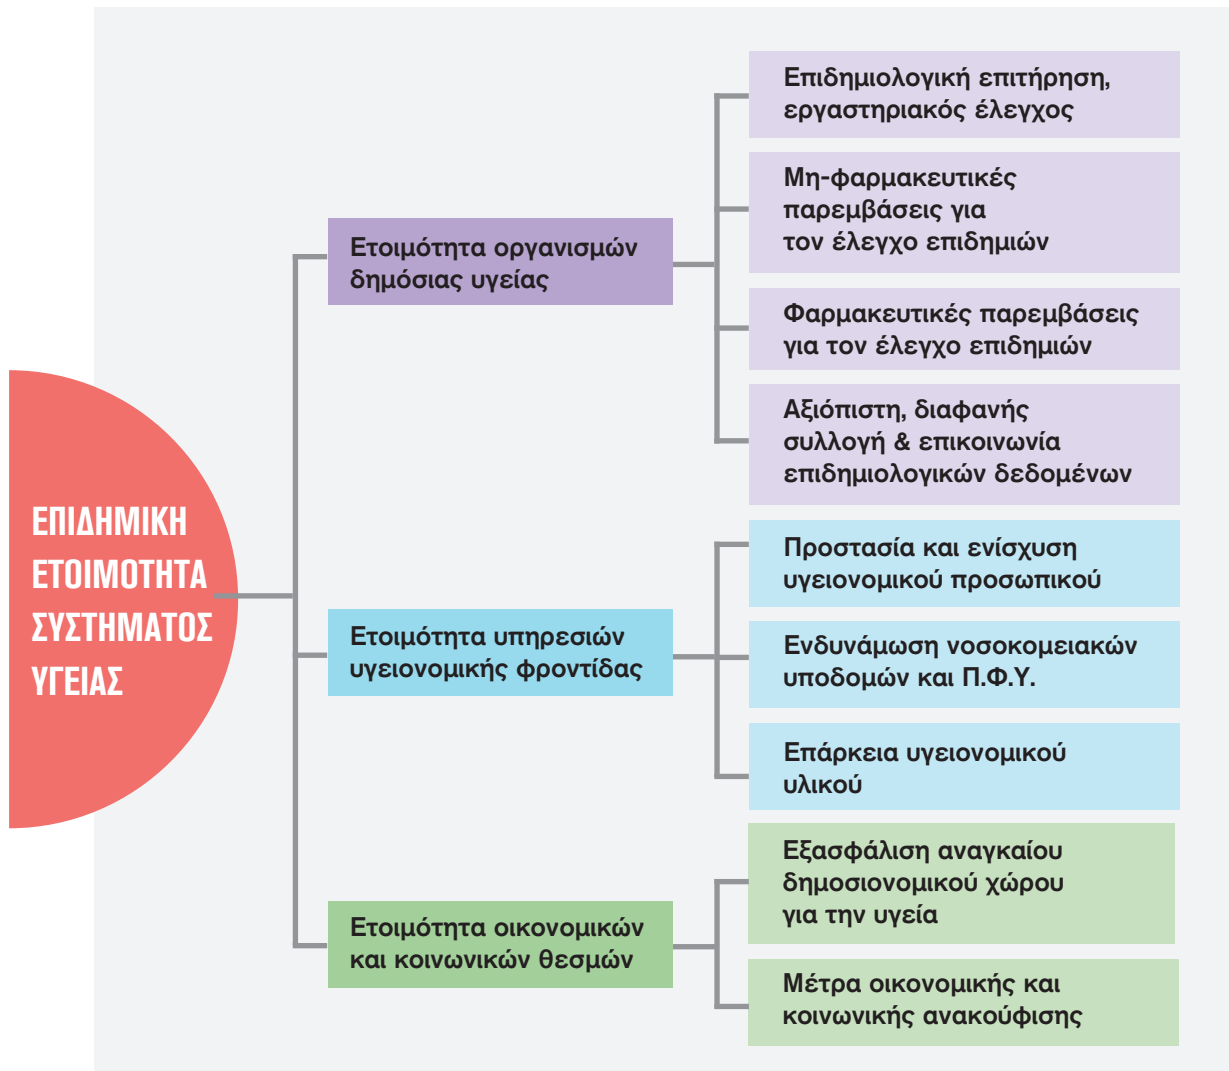 ΕΠΙΔΗΜΙΚΗ
ΕΤΟΙΜΟΤΗΤΑ
ΣΥΣΤΗΜΑΤΟΣ
ΥΓΕΙΑΣ
Ετοιμότητα οργανισμών
δημόσιας υγείας
Επιδημιολογική επιτήρηση,
εργαστηριακός έλεγχος
Μη-φαρμακευτικές
παρεμβάσεις για
τον έλεγχο επιδημιών
Φαρμακευτικές παρεμβάσεις
για τον έλεγχο επιδημιών
Αξιόπιστη, διαφανής
συλλογή & επικοινωνία
επιδημιολογικών δεδομένων
Ετοιμότητα υπηρεσιών
υγειονομικής φροντίδας
Προστασία και ενίσχυση
υγειονομικού προσωπικού
Ενδυνάμωση νοσοκομειακών
υποδομών και Π.Φ.Υ.
Επάρκεια υγειονομικού
υλικού
Ετοιμότητα οικονομικών
και κοινωνικών θεσμών
Εξασφάλιση αναγκαίου
δημοσιονομικού χώρου
για την υγεία
Μέτρα οικονομικής και
κοινωνικής ανακούφισης